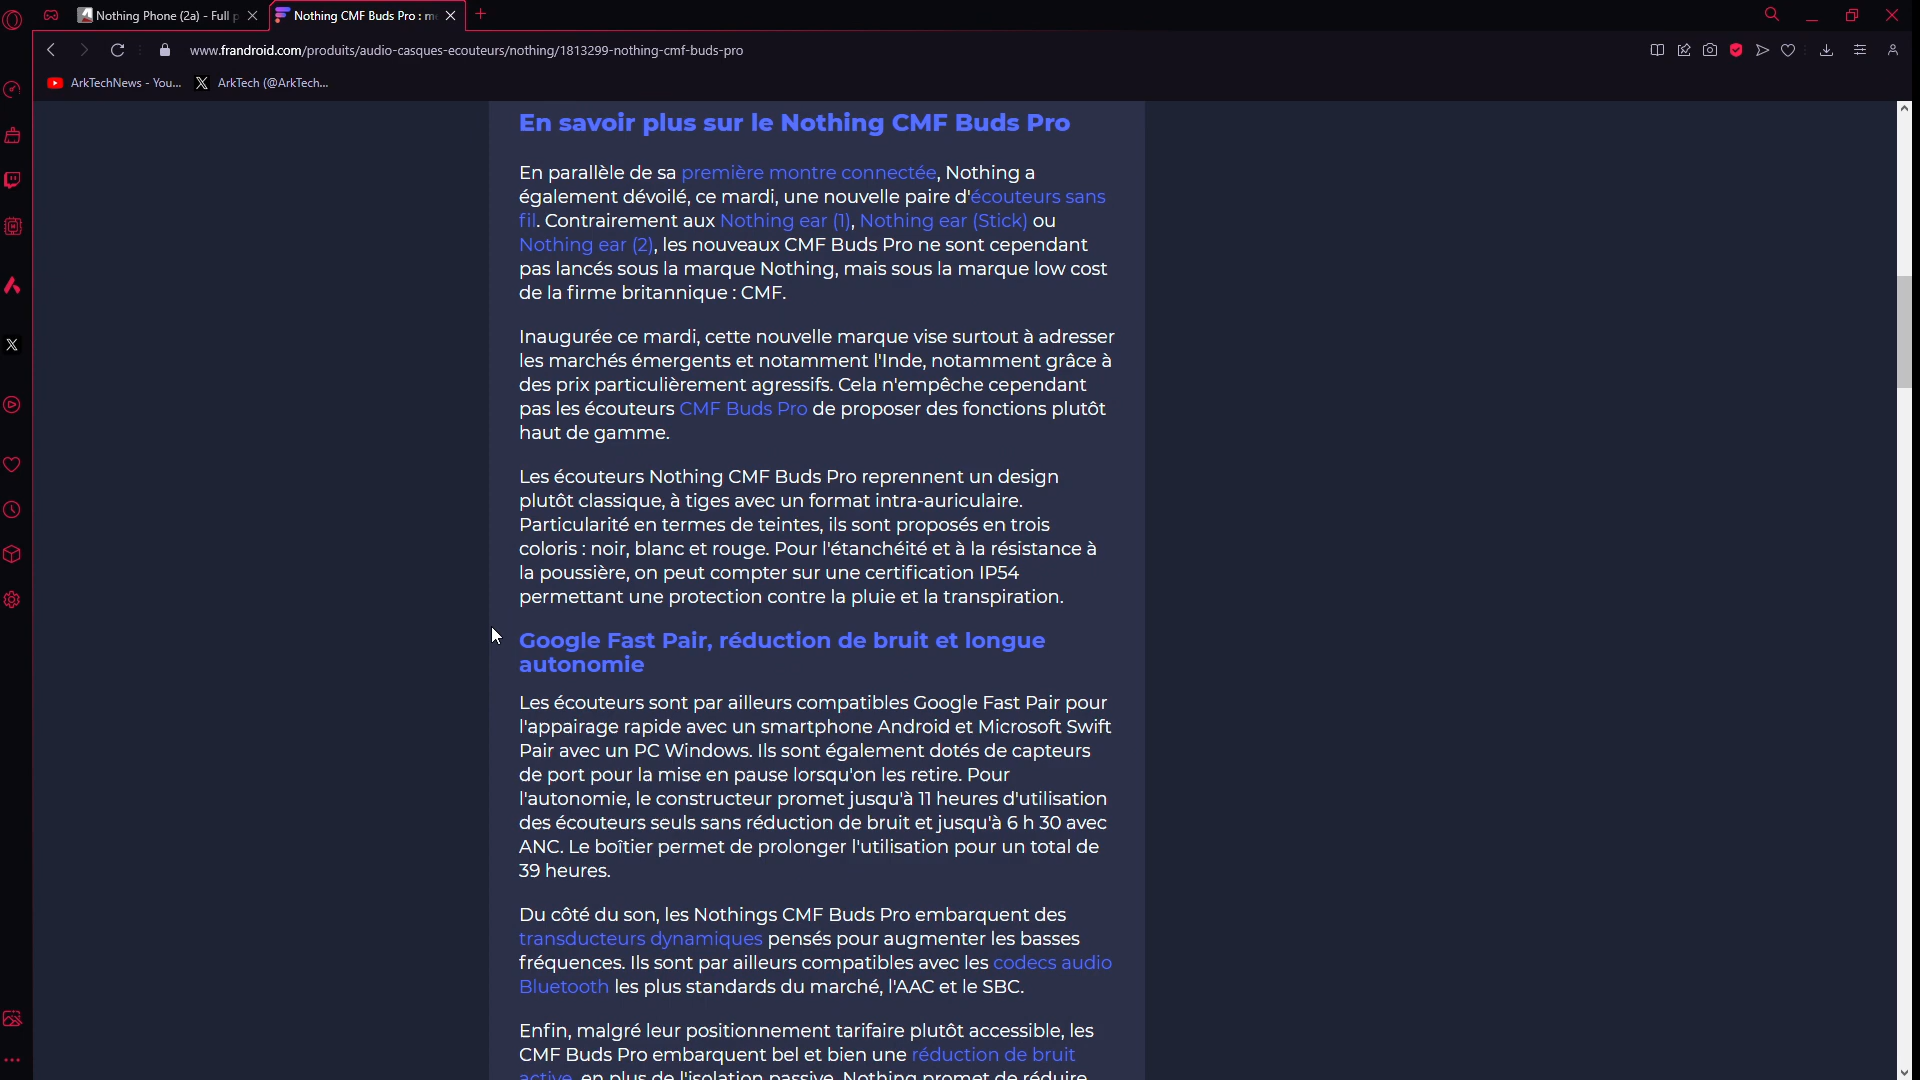 Nothing Phone (2a) - Full p
Nothing CMF Buds Pro : m
www.frandroid.com/produits/audio-casques-ecouteurs/nothing/1813299-nothing-cmf-buds-pro
ArkTechNews - You...
ArkTech (@ArkTech...
En savoir plus sur le Nothing CMF Buds Pro
En parallèle de sa première montre connectée, Nothing a
également dévoilé, ce mardi, une nouvelle paire d'écouteurs sans
fil. Contrairement aux Nothing ear (1), Nothing ear (Stick) ou
Nothing ear (2), les nouveaux CMF Buds Pro ne sont cependant
pas lancés sous la marque Nothing, mais sous la marque low cost
de la firme britannique : CMF.
Inaugurée ce mardi, cette nouvelle marque vise surtout à adresser
les marchés émergents et notamment l'Inde, notamment grâce à
des prix particulièrement agressifs. Cela n'empêche cependant
pas les écouteurs CMF Buds Pro de proposer des fonctions plutôt
haut de gamme.
Les écouteurs Nothing CMF Buds Pro reprennent un design
plutôt classique, à tiges avec un format intra-auriculaire.
Particularité en termes de teintes, ils sont proposés en trois
coloris : noir, blanc et rouge. Pour l'étanchéité et à la résistance à
la poussière, on peut compter sur une certification IP54
permettant une protection contre la pluie et la transpiration.
Google Fast Pair, réduction de bruit et longue
autonomie
Les écouteurs sont par ailleurs compatibles Google Fast Pair pour
l'appairage rapide avec un smartphone Android et Microsoft Swift
Pair avec un PC Windows. Ils sont également dotés de capteurs
de port pour la mise en pause lorsqu'on les retire. Pour
l'autonomie, le constructeur promet jusqu'à 11 heures d'utilisation
des écouteurs seuls sans réduction de bruit et jusqu'à 6 h 30 avec
ANC. Le boîtier permet de prolonger l'utilisation pour un total de
39 heures.
Du côté du son, les Nothings CMF Buds Pro embarquent des
transducteurs dynamiques pensés pour augmenter les basses
fréquences. Ils sont par ailleurs compatibles avec les codecs audio
Bluetooth les plus standards du marché, l'AAC et le SBC.
Enfin, malgré leur positionnement tarifaire plutôt accessible, les
CMF Buds Pro embarquent bel et bien une réduction de bruit
active, en plus de l'isolation passive. Nothing promet de réduire